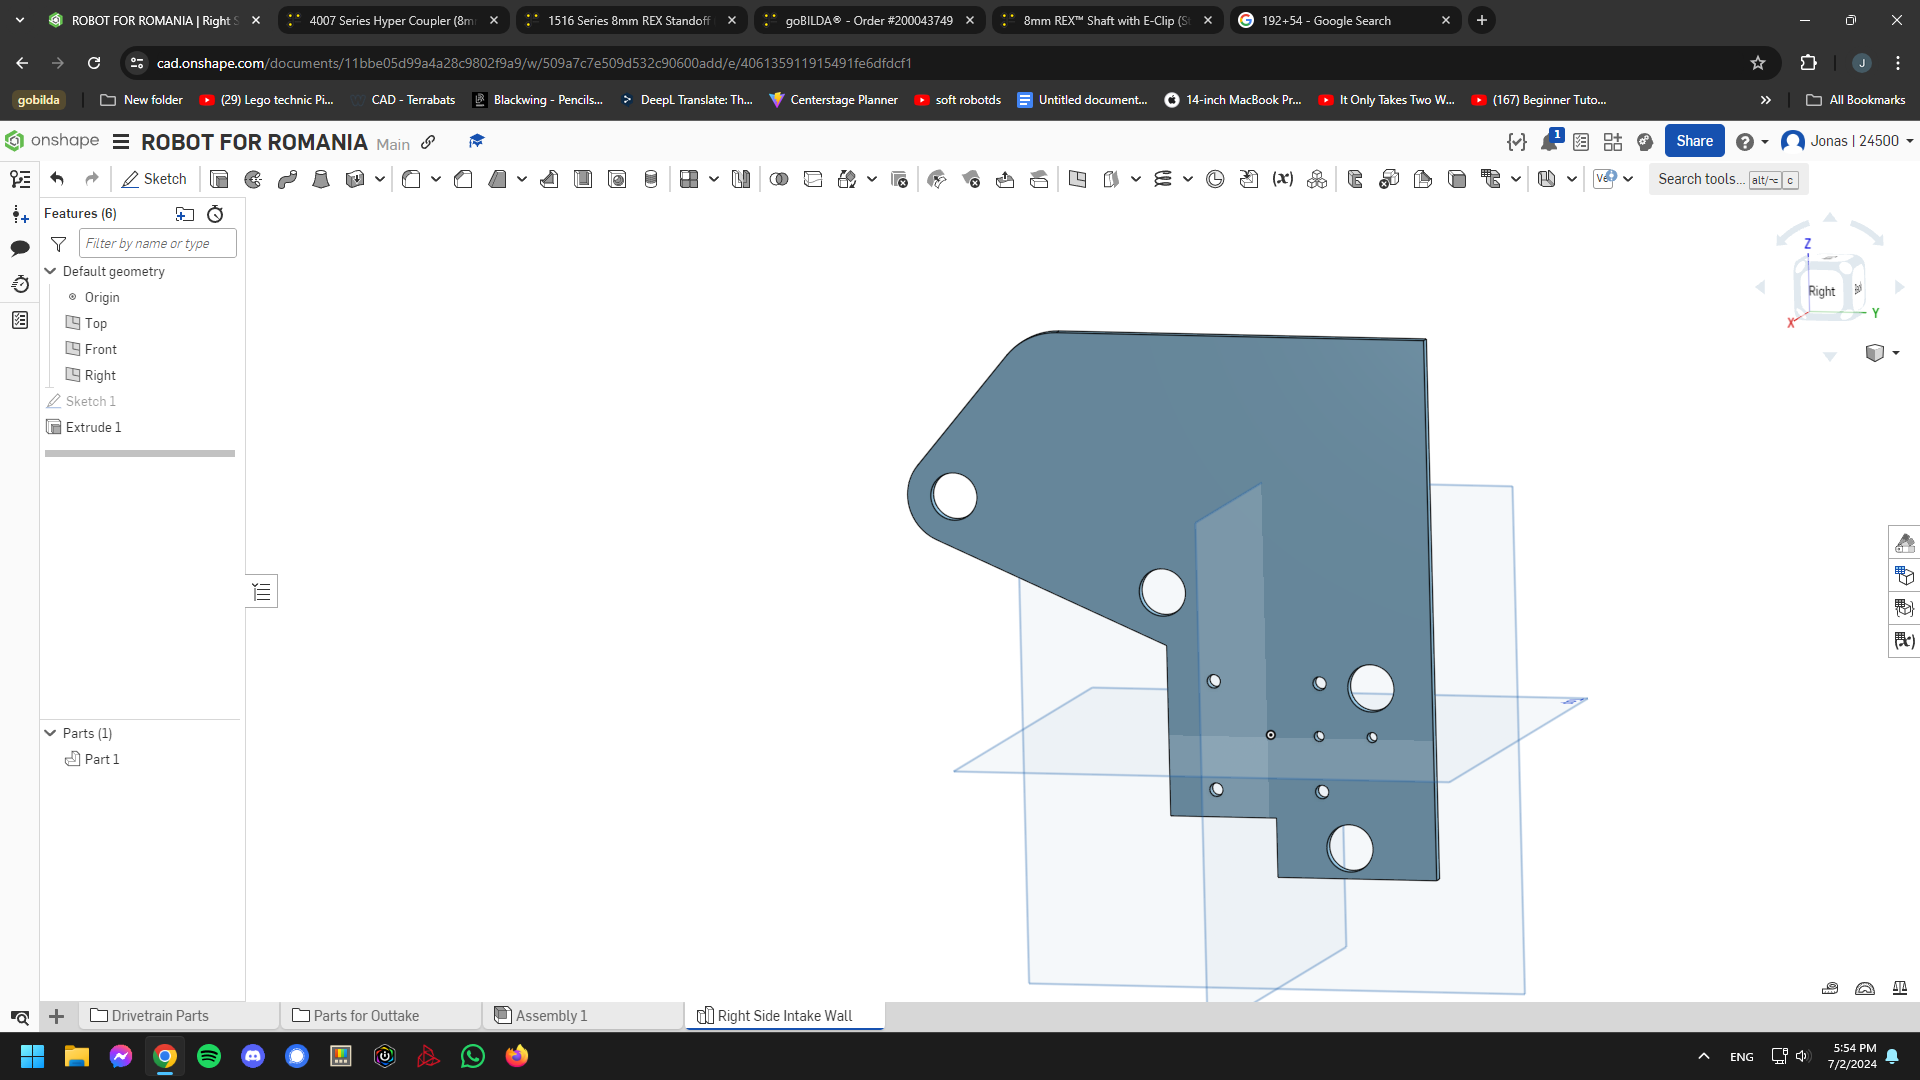 ROBOT FOR ROMANIA | Right S
4007 Series Hyper Coupler (8mm
1516 Series 8mm REX Standoff
goBILDA® - Order #200043749
8mm REX™ Shaft with E-Clip (St
192+54 - Google Search
cad.onshape.com/documents/11bbe05d99a4a28c9802f9a9/w/509a7c7e509d532c90600add/e/406135911915491fe6dfdcf1
J
gobilda
New folder
(29) Lego technic Pi...
CAD - Terrabats
Blackwing - Pencils...
DeepL Translate: Th...
Centerstage Planner
soft robotds
Untitled document...
14-inch MacBook Pr...
It Only Takes Two W...
(167) Beginner Tuto...
All Bookmarks
onshape
ROBOT FOR ROMANIA
Main
1
Share
Jonas | 24500
Sketch
Search tools...
alt/⌥
c
Features (6)
Filter by name or type
Default geometry
Origin
Top
Front
Right
Sketch 1
Extrude 1
Parts (1)
Part 1
Z
Right
X
Y
Drivetrain Parts
Parts for Outtake
Assembly 1
Right Side Intake Wall
ENG
5:54 PM
7/2/2024